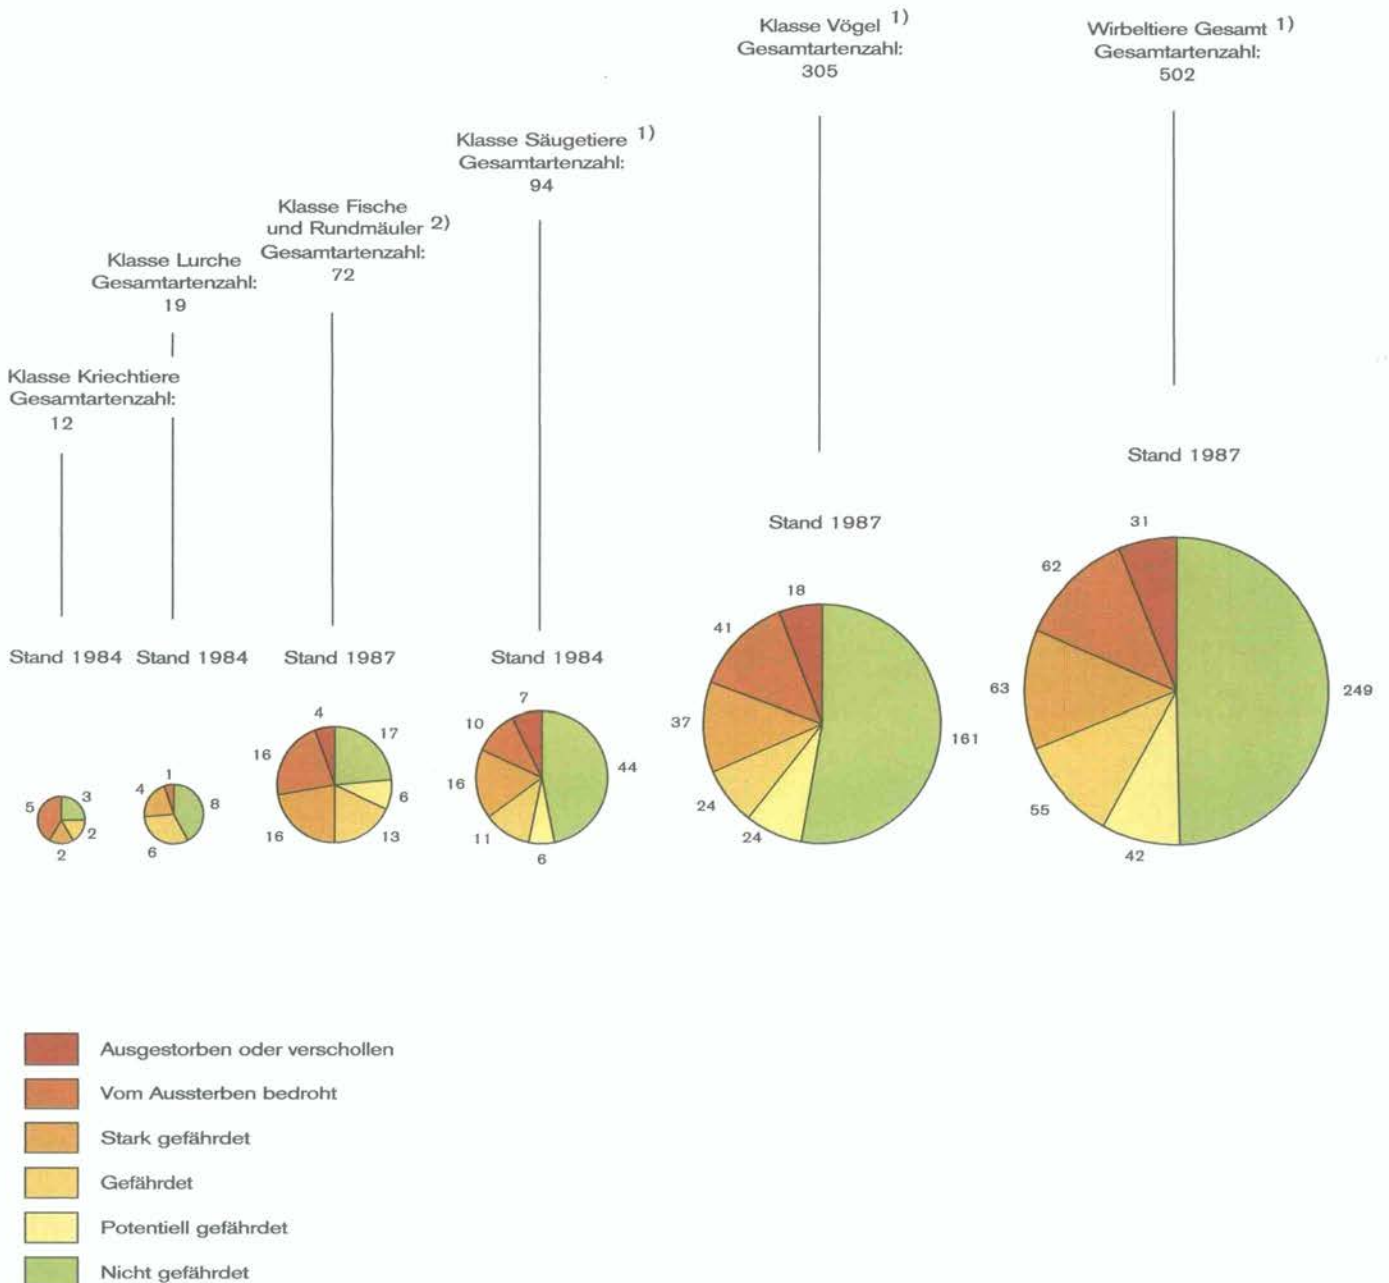 Klasse Vögel 1)
Gesamtartenzahl:
305
Wirbeltiere Gesamt 1)
Gesamtartenzahl:
502
Klasse Säugetiere 1)
Gesamtartenzahl:
94
Klasse Fische
und Rundmäuler 2)
Gesamtartenzahl:
72
Klasse Lurche
Gesamtartenzahl:
19
Klasse Kriechtiere
Gesamtartenzahl:
12
Stand 1987
Stand 1987
Stand 1984
Stand 1984
Stand 1987
Stand 1984
5
3
2
2
4
1
8
6
4
17
16
6
16
13
7
10
44
16
11
6
18
41
37
161
24
24
31
62
63
249
55
42
Ausgestorben oder verschollen
Vom Aussterben bedroht
Stark gefährdet
Gefährdet
Potentiell gefährdet
Nicht gefährdet